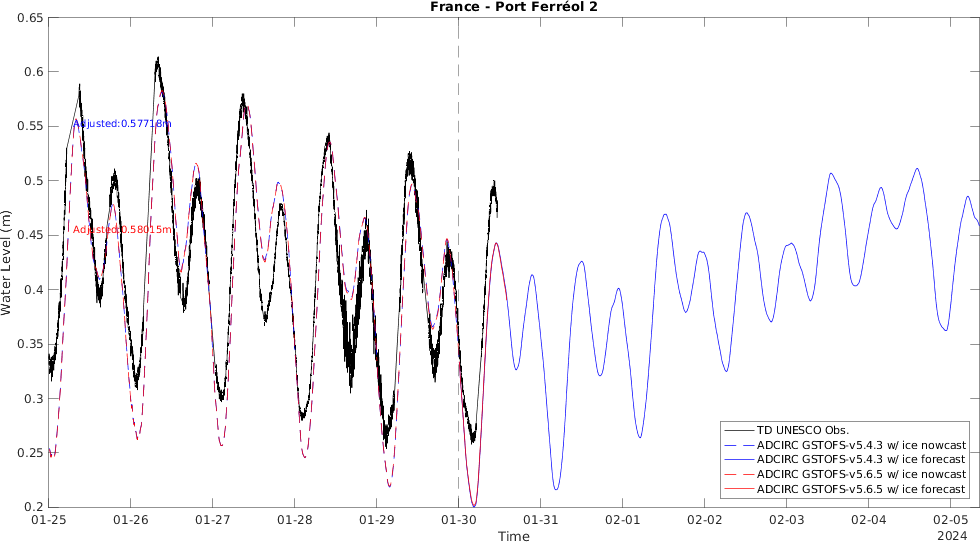 France - Port Ferréol 2
0.65
0.6
0.55
0.5
0.45
0.4
0.35
0.3
0.25
0.2
Water Level (m)
Adjusted:0.57718m
Adjusted:0.58015m
TD UNESCO Obs.
ADCIRC GSTOFS-v5.4.3 w/ ice nowcast
ADCIRC GSTOFS-v5.4.3 w/ ice forecast
ADCIRC GSTOFS-v5.6.5 w/ ice nowcast
ADCIRC GSTOFS-v5.6.5 w/ ice forecast
01-25 01-26 01-27 01-28 01-29 01-30 01-31 02-01 02-02 02-03 02-04 02-05
Time
2024